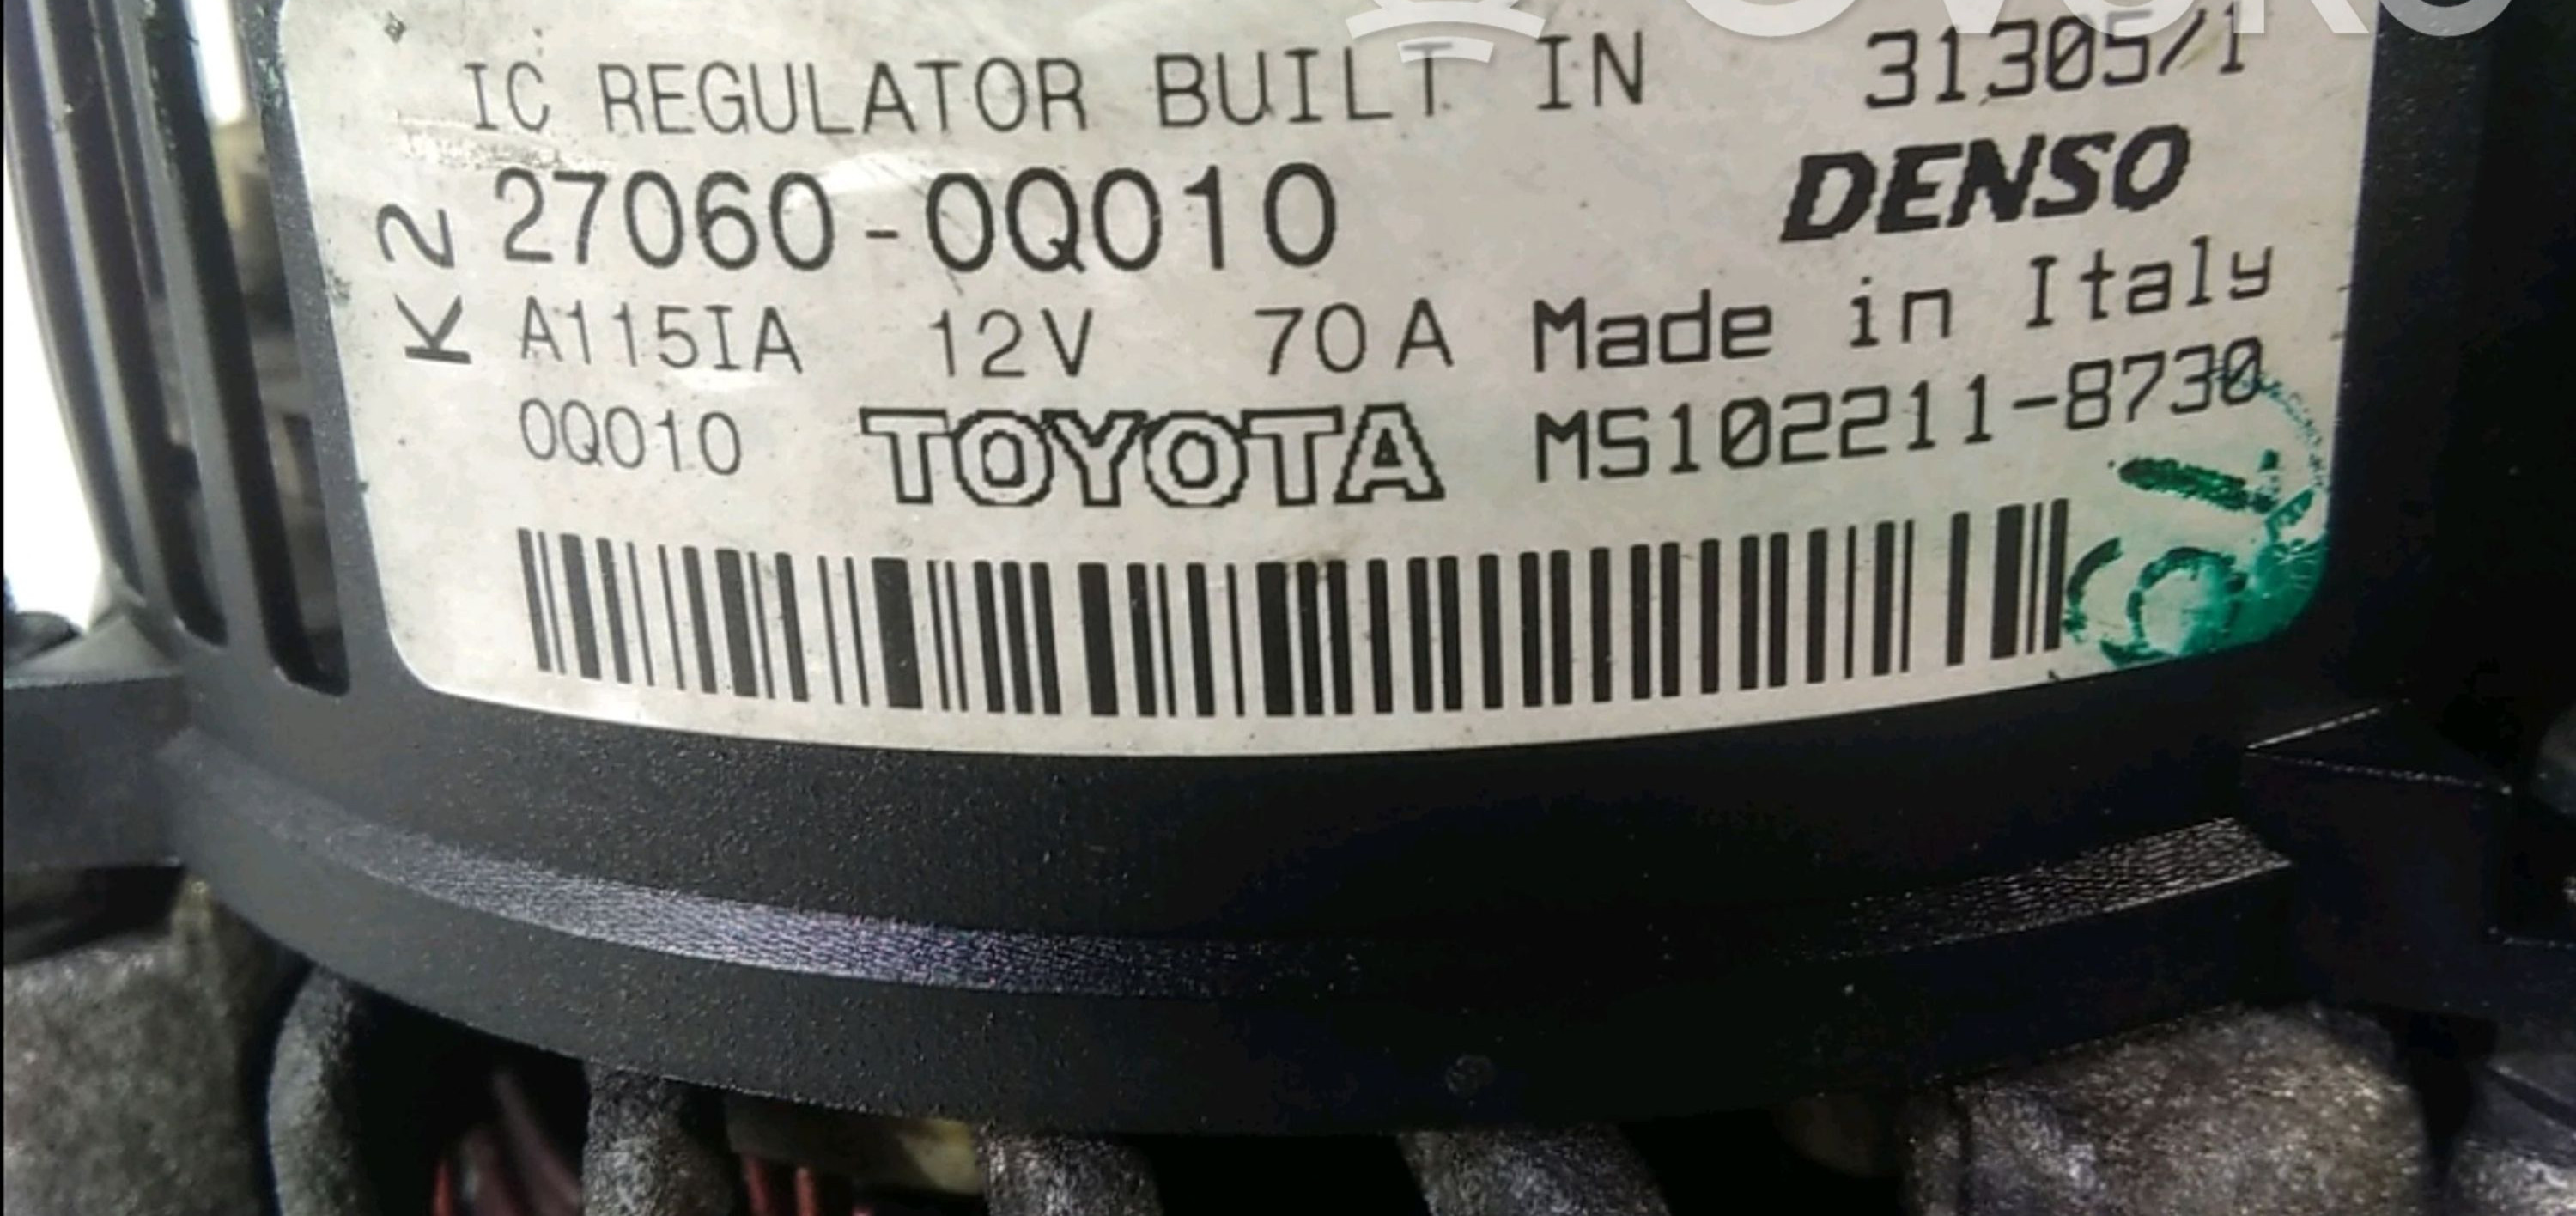 IC REGULATOR BUILT IN 31305/1
K2 27060-0Q010 DENSO
A115IA 12V 70A Made in Italy
0Q010 TOYOTA MS102211-8730